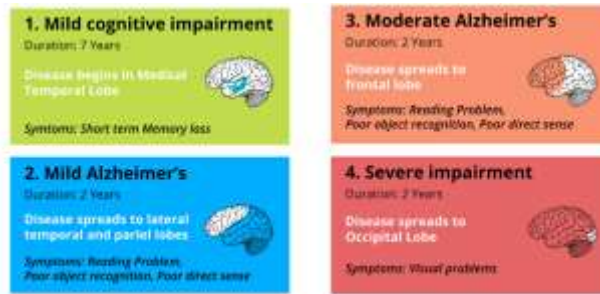 1. Mild cognitive impairment
Duration: 7 Years
Disease begins in Medical
Temporal Lobe
Symtoms: Short term Memory loss
2. Mild Alzheimer's
Duration: 2 Years
Disease spreads to lateral
temporal and pariel lobes
Symptoms: Reading Problem,
Poor object recognition, Poor direct sense
3. Moderate Alzheimer's
Duration: 2 Years
Disease spreads to
frontal lobe
Symptoms: Reading Problem,
Poor object recognition, Poor direct sense
4. Severe impairment
Duration: 2 Years
Disease spreads to
Occipital Lobe
Symptoms: Visual problems